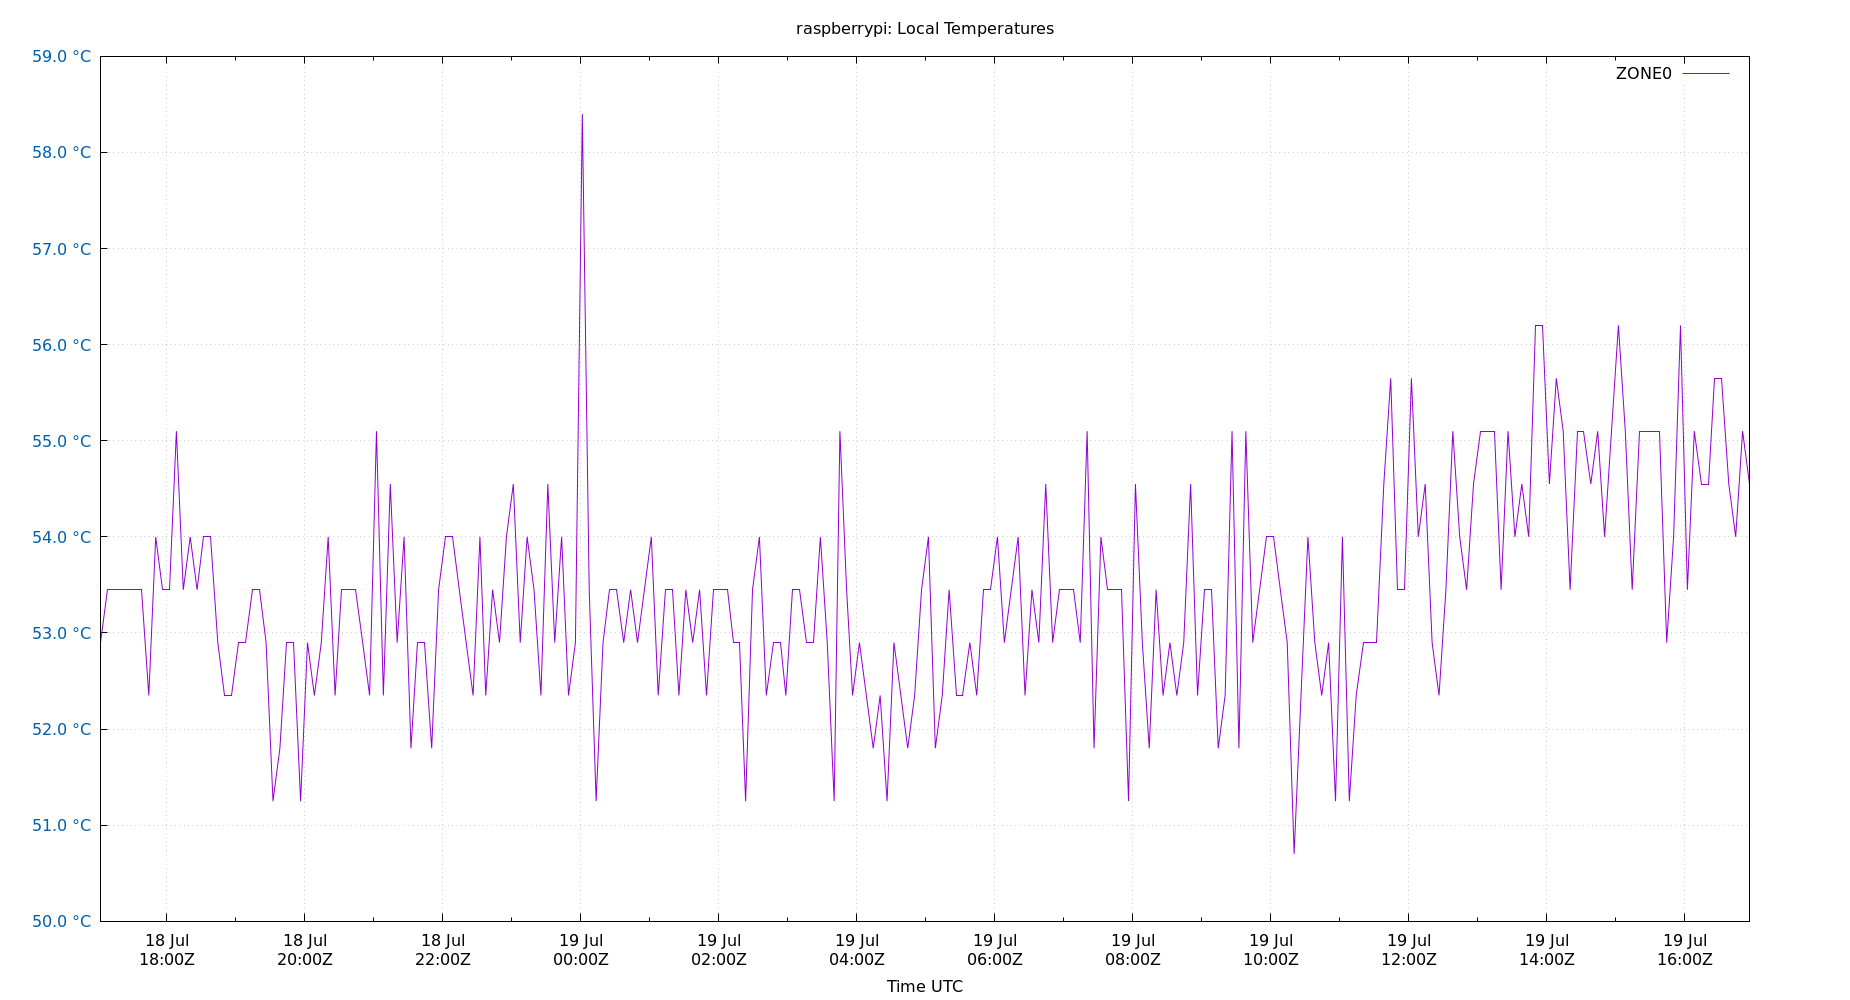 raspberrypi: Local Temperatures
59.0 °C
ZONE0
58.0 °C
57.0 °C
56.0 °C
55.0 °C
54.0 °C
53.0 °C
52.0 °C
51.0 °C
50.0 °C
18 Jul 18 Jul 18 Jul 19 Jul 19 Jul 19 Jul 19 Jul 19 Jul 19 Jul 19 Jul 19 Jul 19 Jul
18:00Z 20:00Z 22:00Z 00:00Z 02:00Z 04:00Z 06:00Z 08:00Z 10:00Z 12:00Z 14:00Z 16:00Z
Time UTC